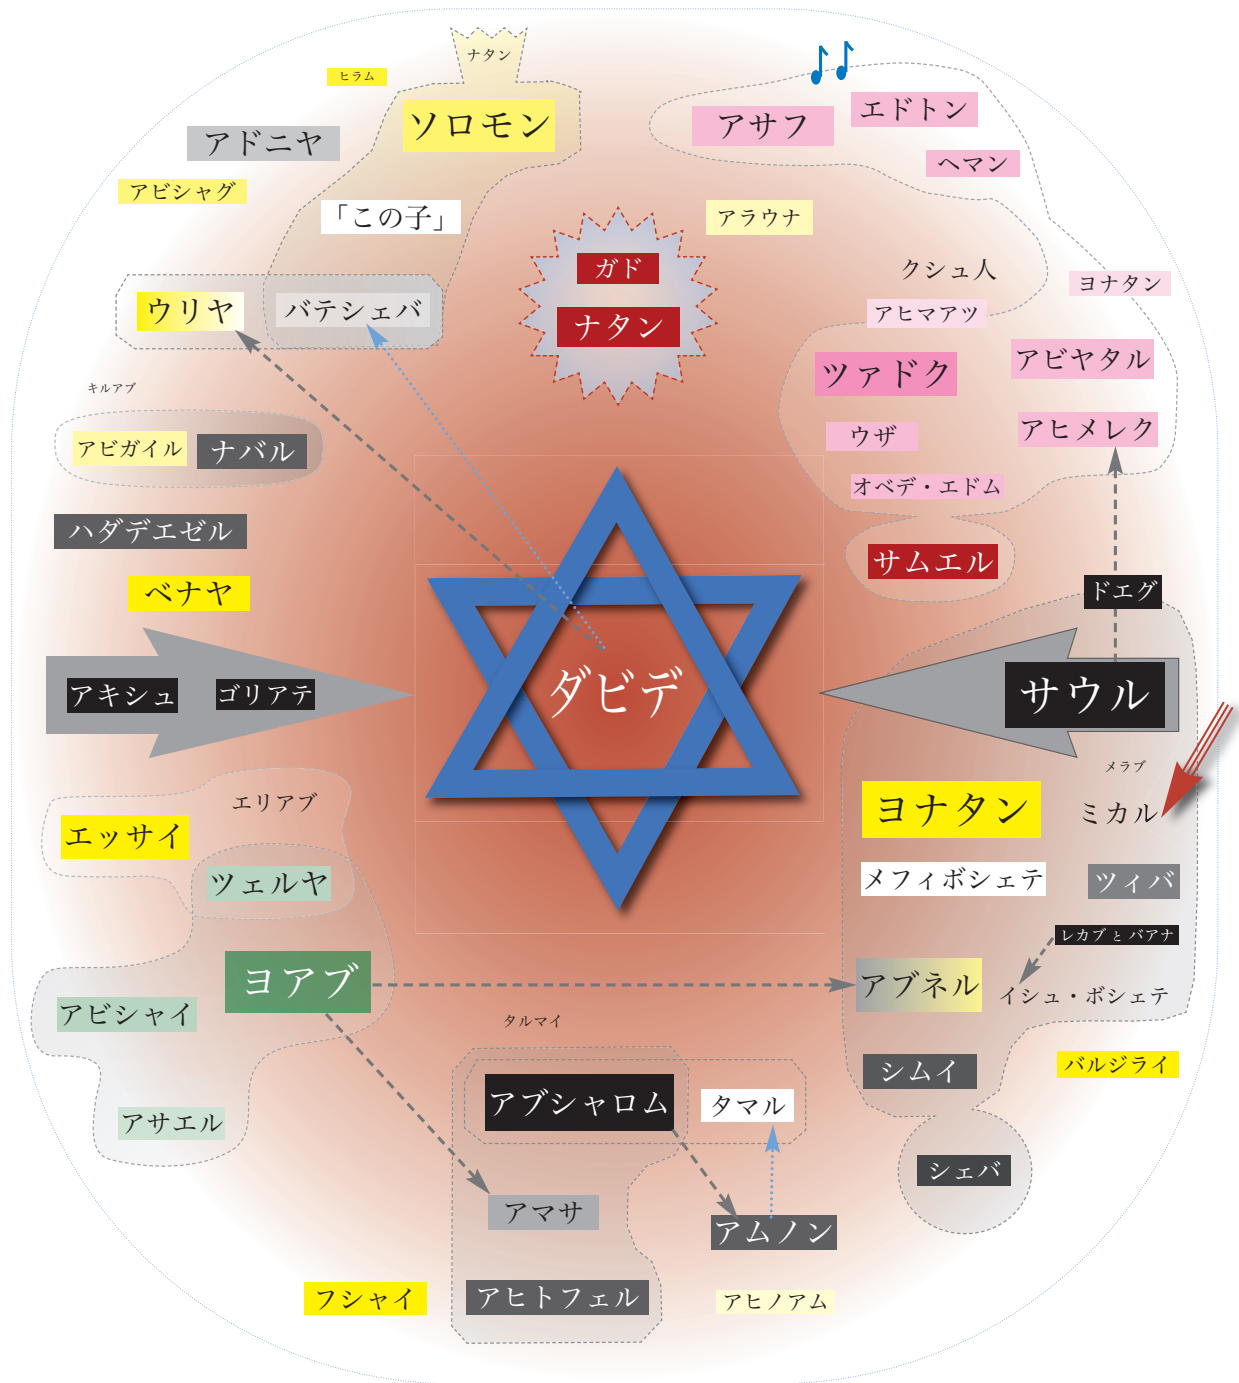 ナタン
ヒラム
ソロモン
アドニヤ
アビシャグ
「この子」
アサフ
エドトン
ヘマン
アラウナ
ガド
ナタン
クシュ人
ヨナタン
アヒマアツ
ウリヤ
バテシェバ
ツァドク
アビヤタル
キルアブ
アビガイル
ナバル
ウザ
アヒメレク
オベデ・エドム
ハダデエゼル
サムエル
ベナヤ
ドエグ
アキシュ
ゴリアテ
ダビデ
サウル
メラブ
エリアブ
エッサイ
ヨナタン
ミカル
ツェルヤ
メフィボシェテ
ツィバ
レカブ と バアナ
ヨアブ
アブネル
イシュ・ボシェテ
アビシャイ
タルマイ
シムイ
バルジライ
アブシャロム
タマル
アサエル
シェバ
アマサ
アムノン
フシャイ
アヒトフェル
アヒノアム